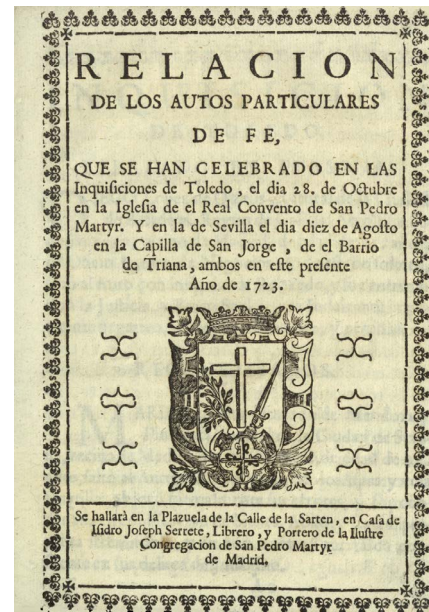 RELACION
DE LOS AUTOS PARTICULARES
DE FE,
QUE SE HAN CELEBRADO EN LAS
Inquisiciones de Toledo, el dia 28. de Octubre
en la Iglesia de el Real Convento de San Pedro
Martyr. Y en la de Sevilla el dia diez de Agosto
en la Capilla de San Jorge, de el Barrio
de Triana, ambos en este presente
Año de 1723.
Se hallarà en la Plazuela de la Calle de la Sarten, en Casa de
Isidro Joseph Serrete, Librero, y Porrero de la Ilustre
Congregacion de San Pedro Martyr
de Madrid,